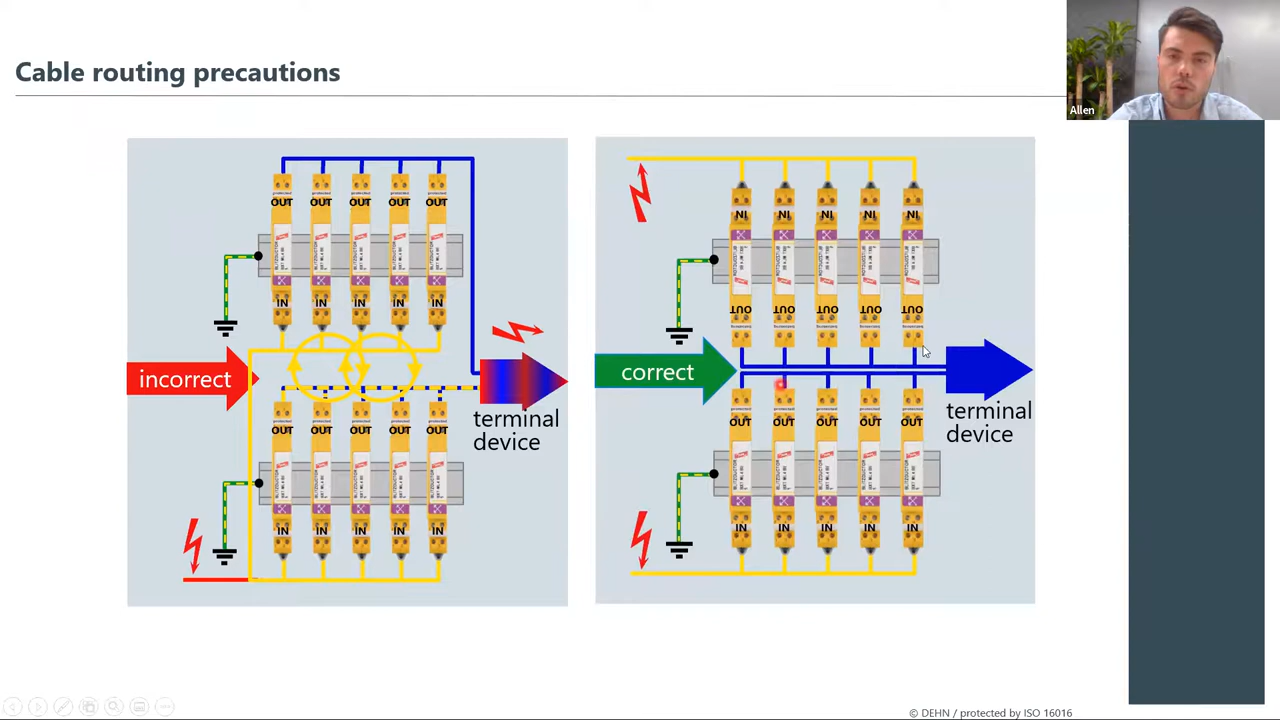 Cable routing precautions
Allen
OUT OUT OUT OUT OUT
IN IN IN IN IN
incorrect
terminal
device
OUT OUT OUT OUT OUT
IN IN IN IN IN
IN IN IN IN IN
OUT OUT OUT OUT OUT
correct
terminal
device
OUT OUT OUT OUT OUT
IN IN IN IN IN
© DEHN / protected by ISO 16016